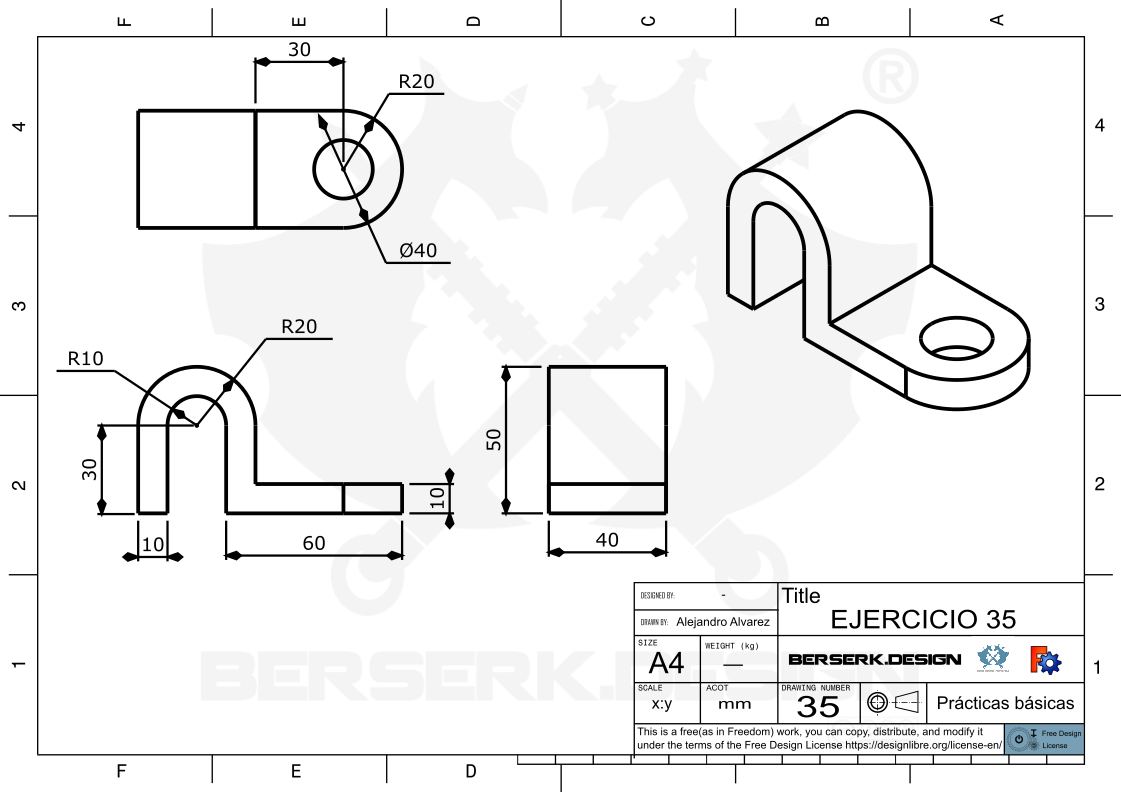 F E D C B A
30
R20
®
4 4
Ø40
3 3
R20
R10
50
30
10
2 2
10 60 40
DESIGNED BY: -
Title
EJERCICIO 35
DRAWN BY: Alejandro Alvarez
SIZE
A4
WEIGHT (kg)
—
BERSERK.DESIGN
1 1
BERSERK.DESIGN
SCALE
x:y
ACOT
mm
DRAWING NUMBER
35
Prácticas básicas
This is a free(as in Freedom) work, you can copy, distribute, and modify it
under the terms of the Free Design License https://designlibre.org/license-en/
Free Design
License
F E D